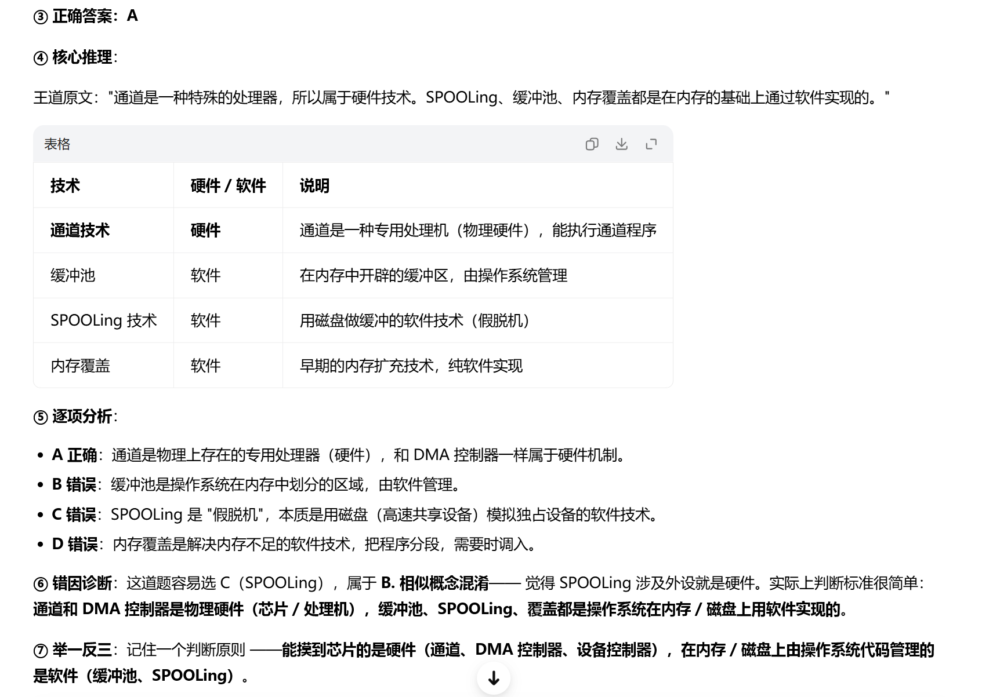 ③ 正确答案：A
④ 核心推理：
王道原文："通道是一种特殊的处理器，所以属于硬件技术。SPOOLing、缓冲池、内存覆盖都是在内存的基础上通过软件实现的。"
表格
技术 硬件 / 软件 说明
通道技术 硬件 通道是一种专用处理机（物理硬件），能执行通道程序
缓冲池 软件 在内存中开辟的缓冲区，由操作系统管理
SPOOLing 技术 软件 用磁盘做缓冲的软件技术（假脱机）
内存覆盖 软件 早期的内存扩充技术，纯软件实现
⑤ 逐项分析：
• A 正确：通道是物理上存在的专用处理器（硬件），和 DMA 控制器一样属于硬件机制。
• B 错误：缓冲池是操作系统在内存中划分的区域，由软件管理。
• C 错误：SPOOLing 是 "假脱机"，本质是用磁盘（高速共享设备）模拟独占设备的软件技术。
• D 错误：内存覆盖是解决内存不足的软件技术，把程序分段，需要时调入。
⑥ 错因诊断：这道题容易选 C（SPOOLing），属于 B. 相似概念混淆—— 觉得 SPOOLing 涉及外设就是硬件。实际上判断标准很简单：
通道和 DMA 控制器是物理硬件（芯片 / 处理机），缓冲池、SPOOLing、覆盖都是操作系统在内存 / 磁盘上用软件实现的。
⑦ 举一反三：记住一个判断原则 ——能摸到芯片的是硬件（通道、DMA 控制器、设备控制器），在内存 / 磁盘上由操作系统代码管理的
是软件（缓冲池、SPOOLing）。